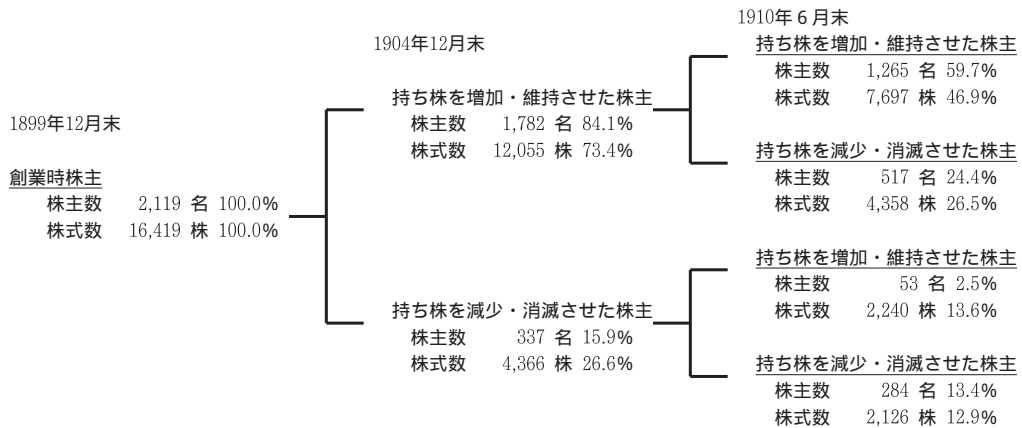 1899年12月末
創業時株主
株主数 2,119 名 100.0%
株式数 16,419 株 100.0%
1904年12月末
持ち株を増加・維持させた株主
株主数 1,782 名 84.1%
株式数 12,055 株 73.4%
持ち株を減少・消滅させた株主
株主数 337 名 15.9%
株式数 4,366 株 26.6%
1910年6月末
持ち株を増加・維持させた株主
株主数 1,265 名 59.7%
株式数 7,697 株 46.9%
持ち株を減少・消滅させた株主
株主数 517 名 24.4%
株式数 4,358 株 26.5%
持ち株を増加・維持させた株主
株主数 53 名 2.5%
株式数 2,240 株 13.6%
持ち株を減少・消滅させた株主
株主数 284 名 13.4%
株式数 2,126 株 12.9%